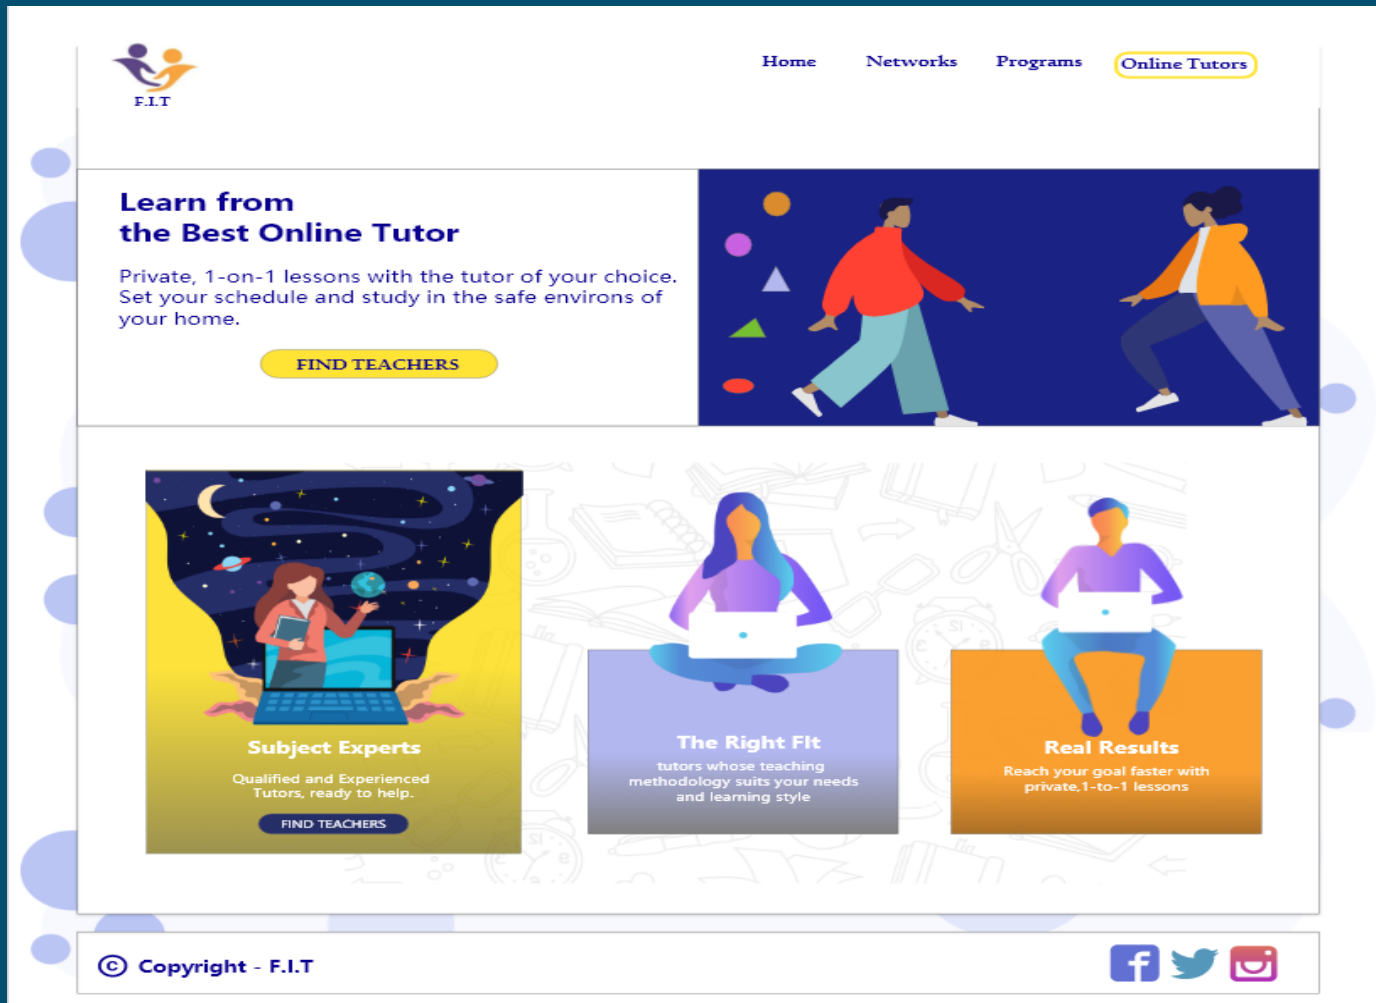 F.I.T
Home Networks Programs Online Tutors
Learn from
the Best Online Tutor
Private, 1-on-1 lessons with the tutor of your choice.
Set your schedule and study in the safe environs of
your home.
FIND TEACHERS
Subject Experts
Qualified and Experienced
Tutors, ready to help.
FIND TEACHERS
The Right FIt
tutors whose teaching
methodology suits your needs
and learning style
Real Results
Reach your goal faster with
private,1-to-1 lessons
© Copyright - F.I.T